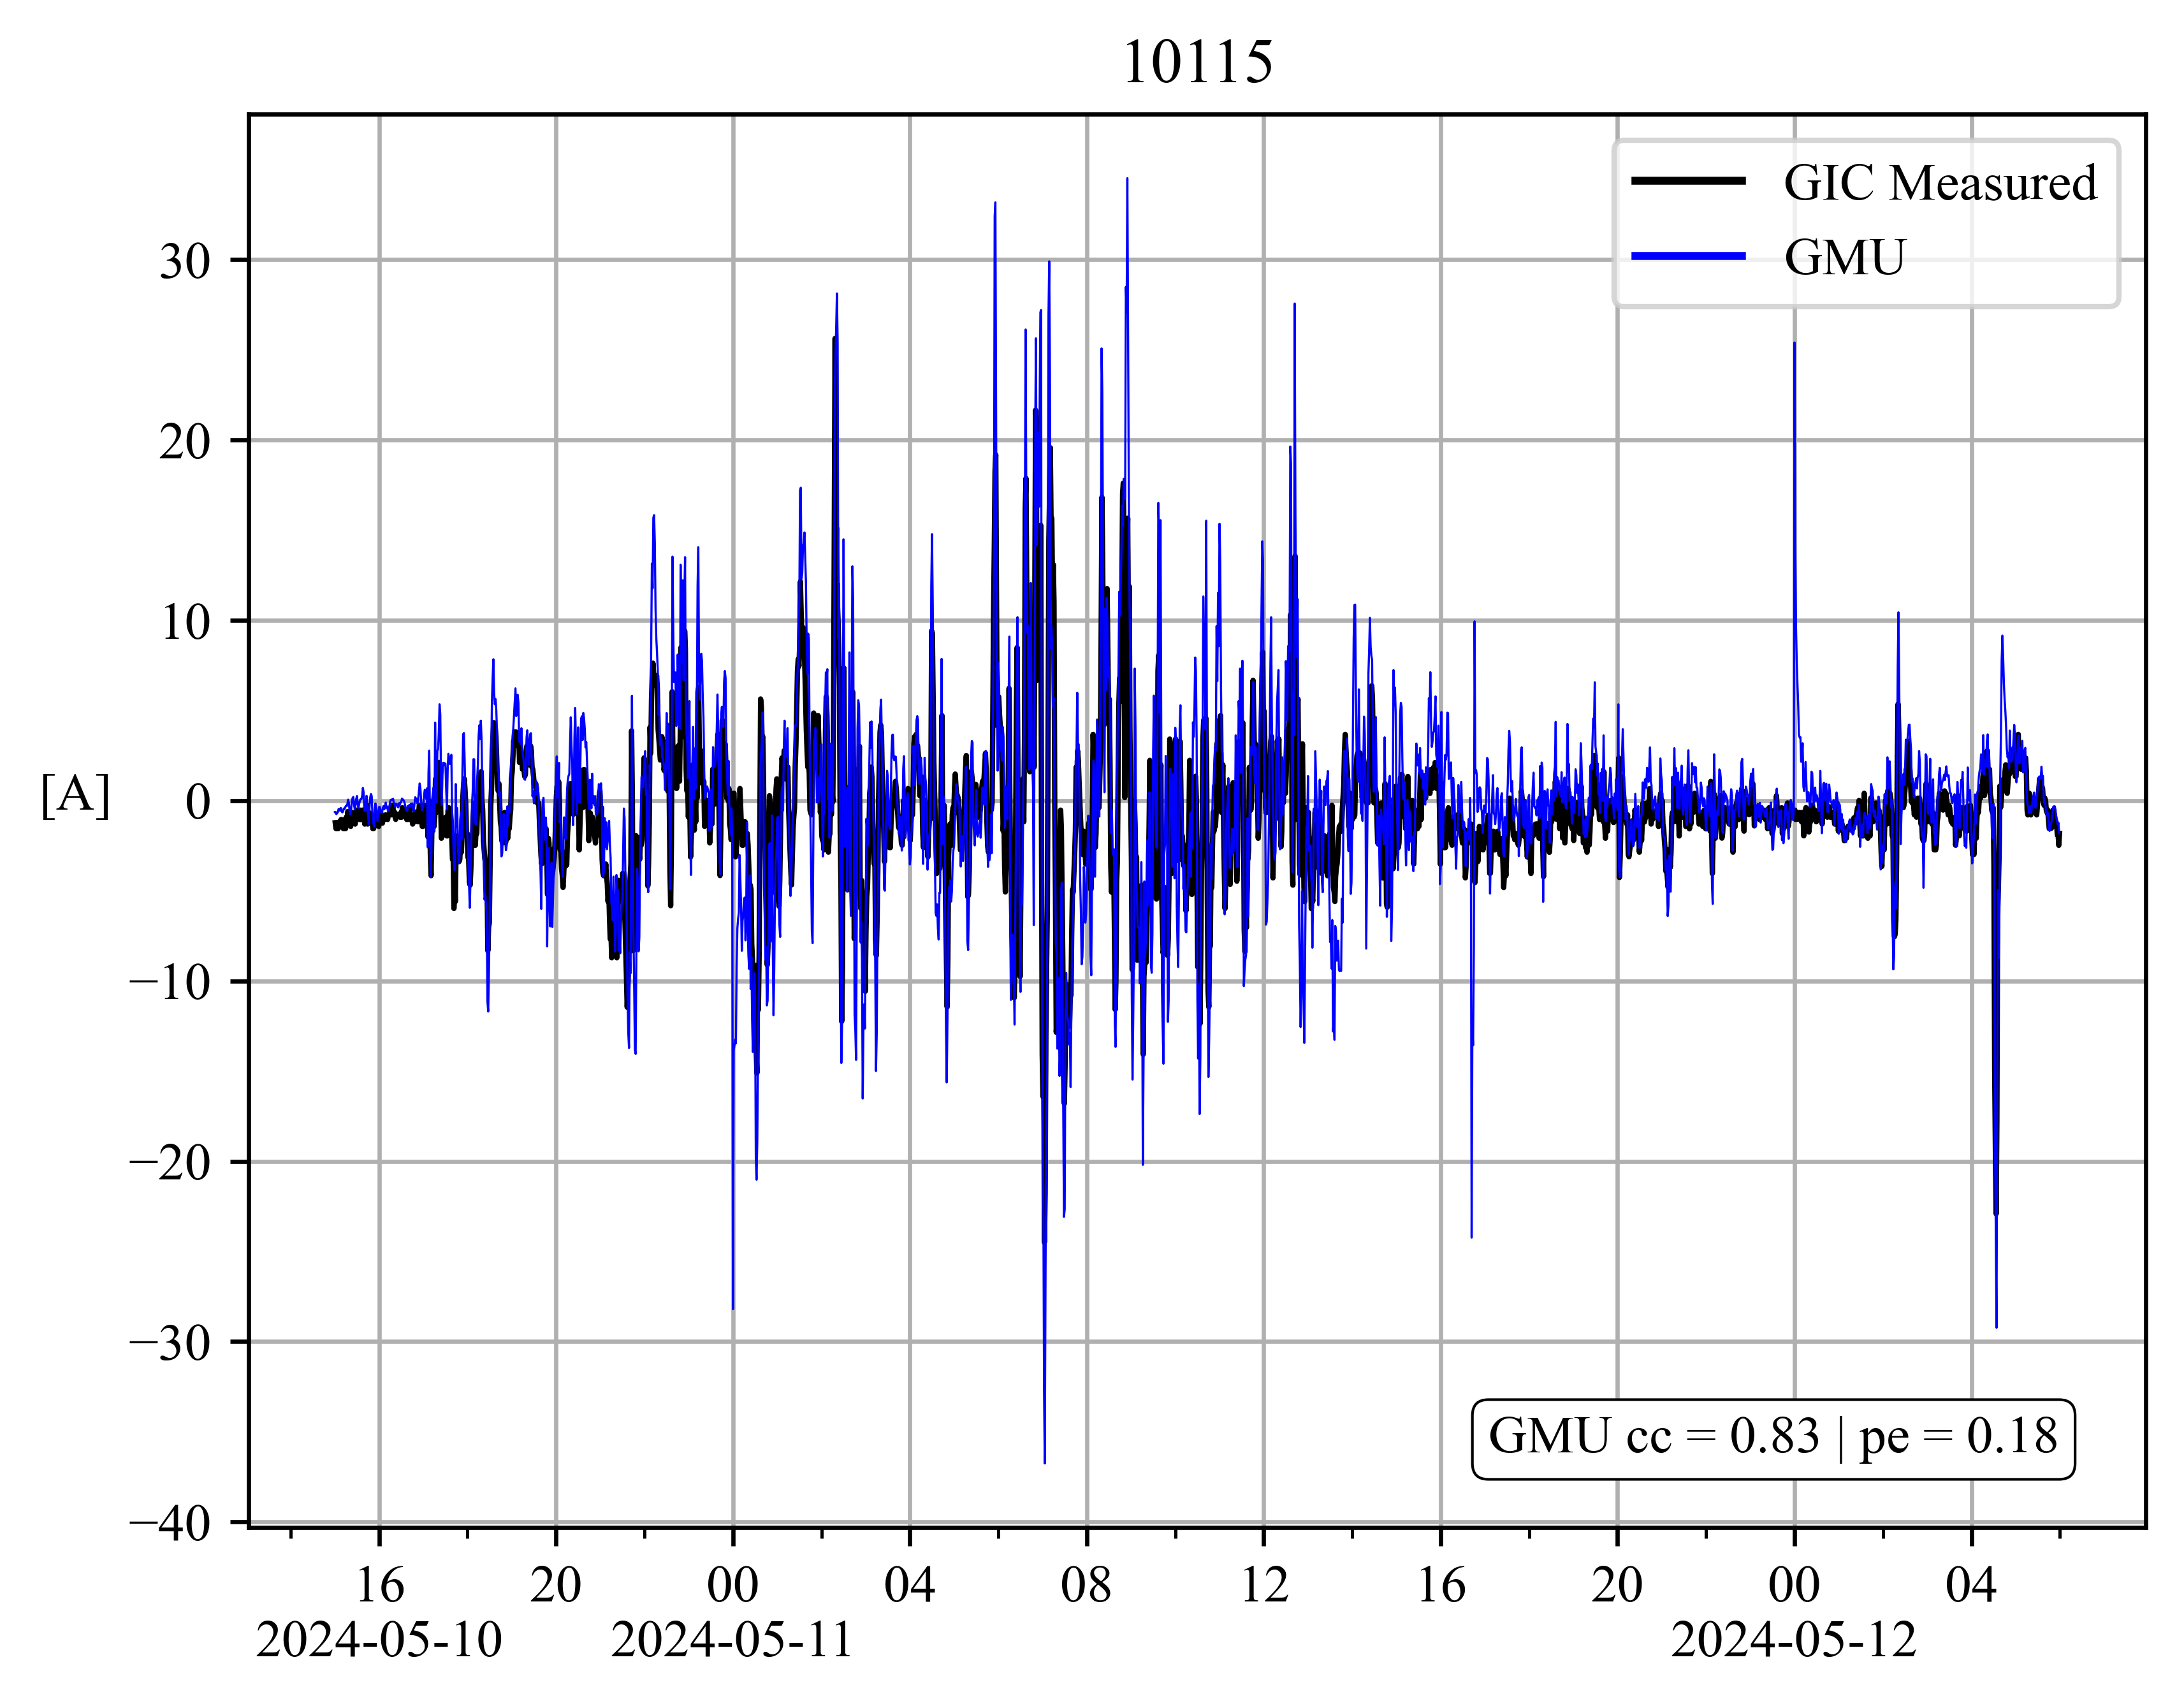 10115
GIC Measured
GMU
30
20
10
0
−10
−20
−30
−40
[A]
GMU cc = 0.83 | pe = 0.18
16 20 00 04 08 12 16 20 00 04
2024-05-10 2024-05-11 2024-05-12